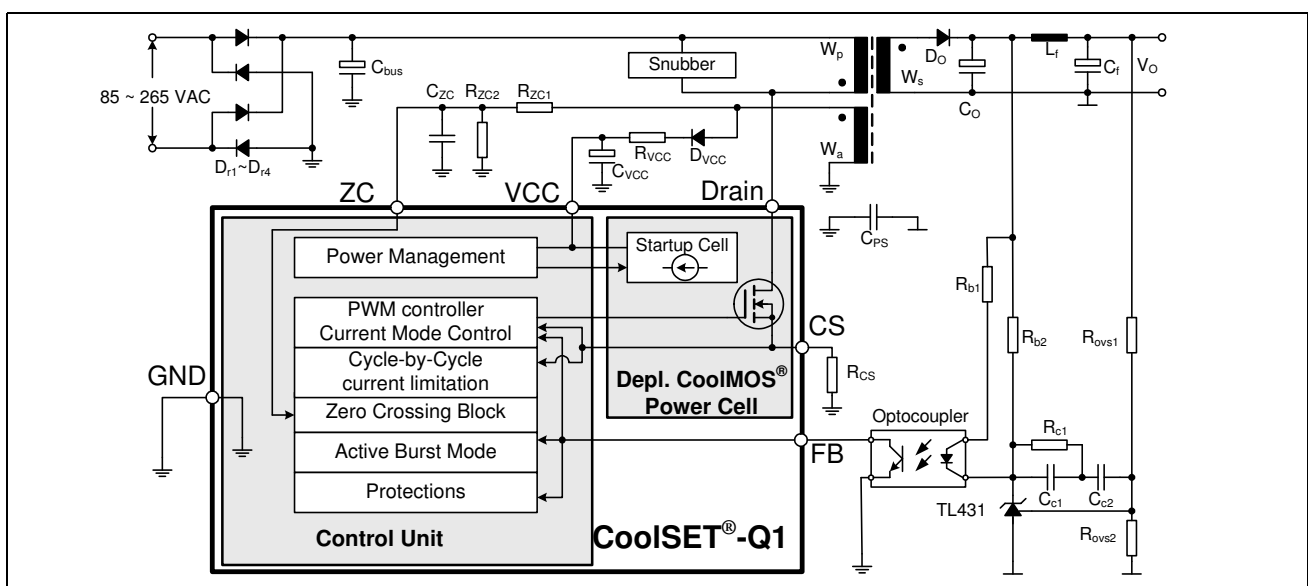 85 ~ 265 VAC
Dr1~Dr4
Cbus
Snubber
Wp
Ws
Wa
DO
CO
Lf
Cf
VO
CZC
RZC2
RZC1
RVCC
DVCC
CVCC
ZC
VCC
Drain
CPS
Power Management
Startup Cell
PWM controller
Current Mode Control
Cycle-by-Cycle
current limitation
Zero Crossing Block
Active Burst Mode
Protections
Control Unit
Depl. CoolMOS®
Power Cell
CoolSET®-Q1
GND
CS
RCS
FB
Optocoupler
Rb1
Rb2
Rovs1
Rc1
Cc1
Cc2
TL431
Rovs2